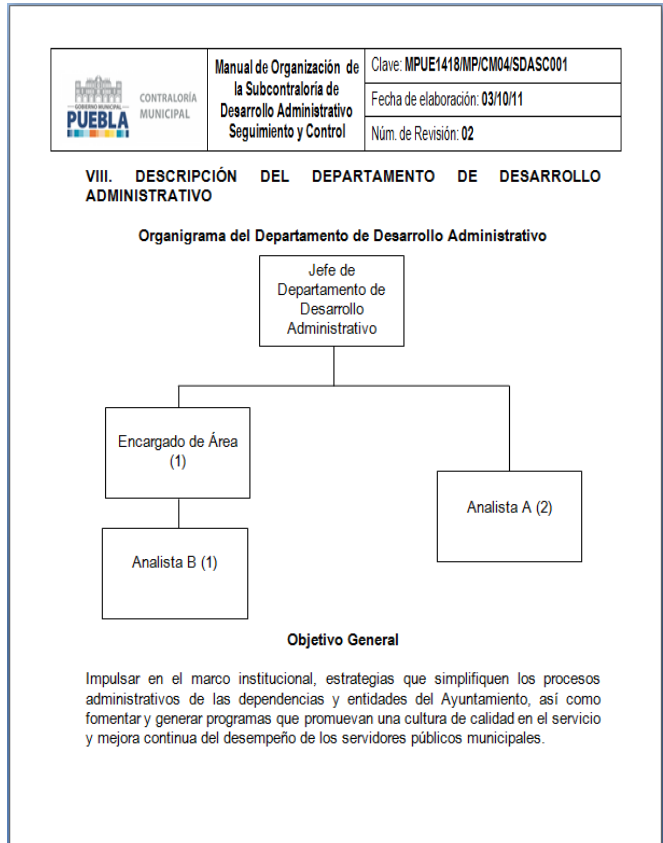 GOBIERNO MUNICIPAL
PUEBLA
CONTRALORÍA
MUNICIPAL
Manual de Organización de
la Subcontraloría de
Desarrollo Administrativo
Seguimiento y Control
Clave: MPUE1418/MP/CM04/SDASC001
Fecha de elaboración: 03/10/11
Núm. de Revisión: 02
VIII. DESCRIPCIÓN DEL DEPARTAMENTO DE DESARROLLO
ADMINISTRATIVO
Organigrama del Departamento de Desarrollo Administrativo
Jefe de
Departamento de
Desarrollo
Administrativo
Encargado de Área
(1)
Analista A (2)
Analista B (1)
Objetivo General
Impulsar en el marco institucional, estrategias que simplifiquen los procesos
administrativos de las dependencias y entidades del Ayuntamiento, así como
fomentar y generar programas que promuevan una cultura de calidad en el servicio
y mejora continua del desempeño de los servidores públicos municipales.